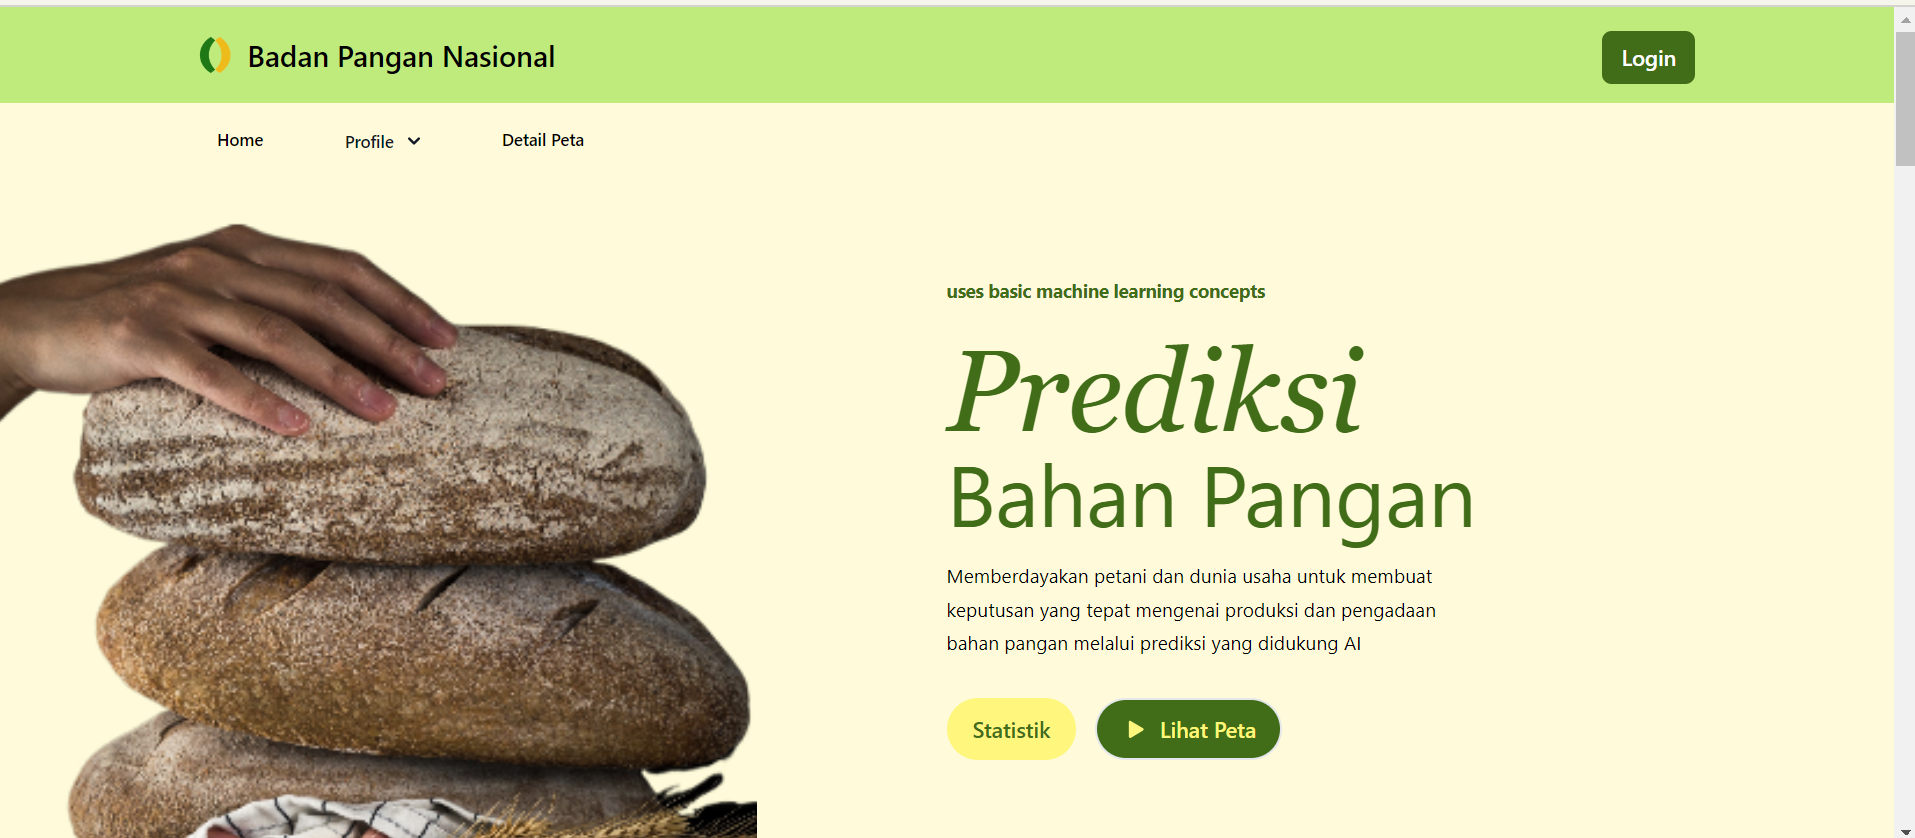 Badan Pangan Nasional
Login
Home
Profile
Detail Peta
uses basic machine learning concepts
Prediksi
Bahan Pangan
Memberdayakan petani dan dunia usaha untuk membuat
keputusan yang tepat mengenai produksi dan pengadaan
bahan pangan melalui prediksi yang didukung AI
Statistik
Lihat Peta